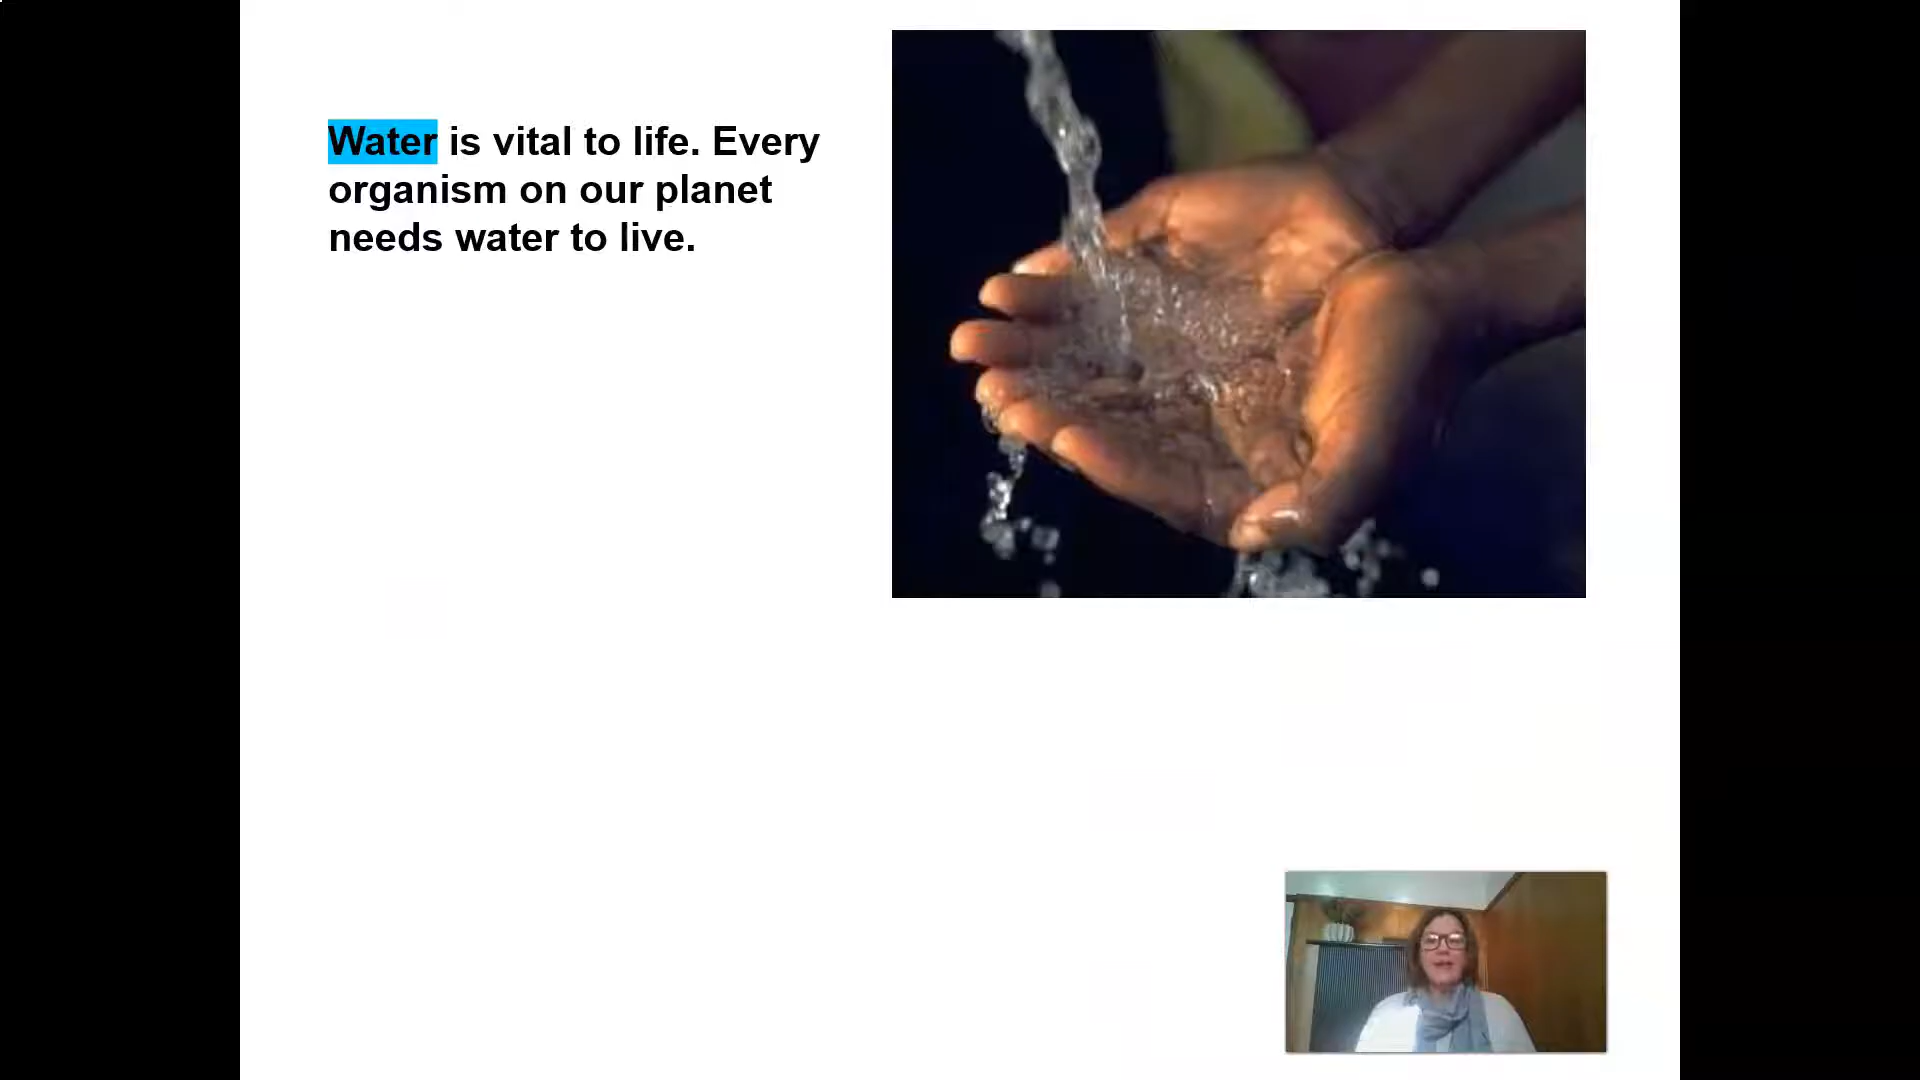 Water is vital to life. Every
organism on our planet
needs water to live.